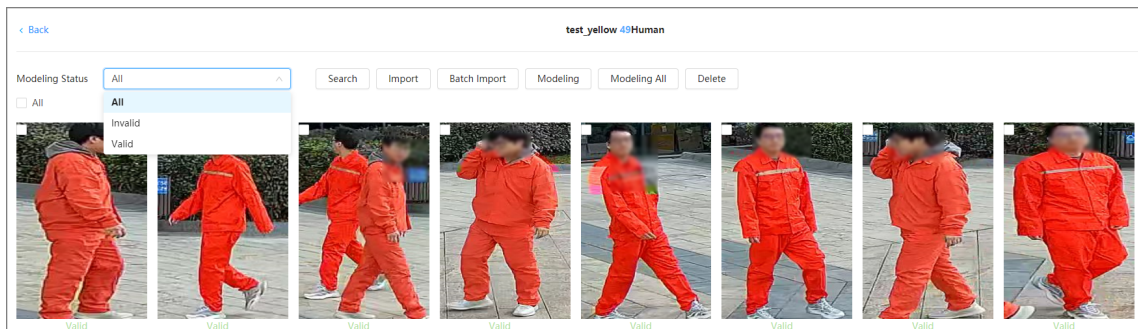 < Back
test_yellow 49Human
Modeling Status All Search Import Batch Import Modeling Modeling All Delete
All
All
Invalid
Valid
Valid Valid Valid Valid Valid Valid Valid Valid